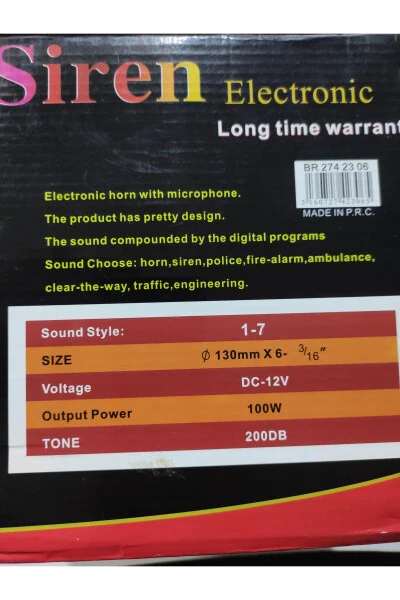 Siren Electronic
Long time warrant
BR 274 23 06
MADE IN P.R.C.
Electronic horn with microphone.
The product has pretty design.
The sound compounded by the digital programs
Sound Choose: horn,siren,police,fire-alarm,ambulance,
clear-the-way, traffic,engineering.
Sound Style: 1-7
SIZE ∅ 130mm X 6- 3/16″
Voltage DC-12V
Output Power 100W
TONE 200DB